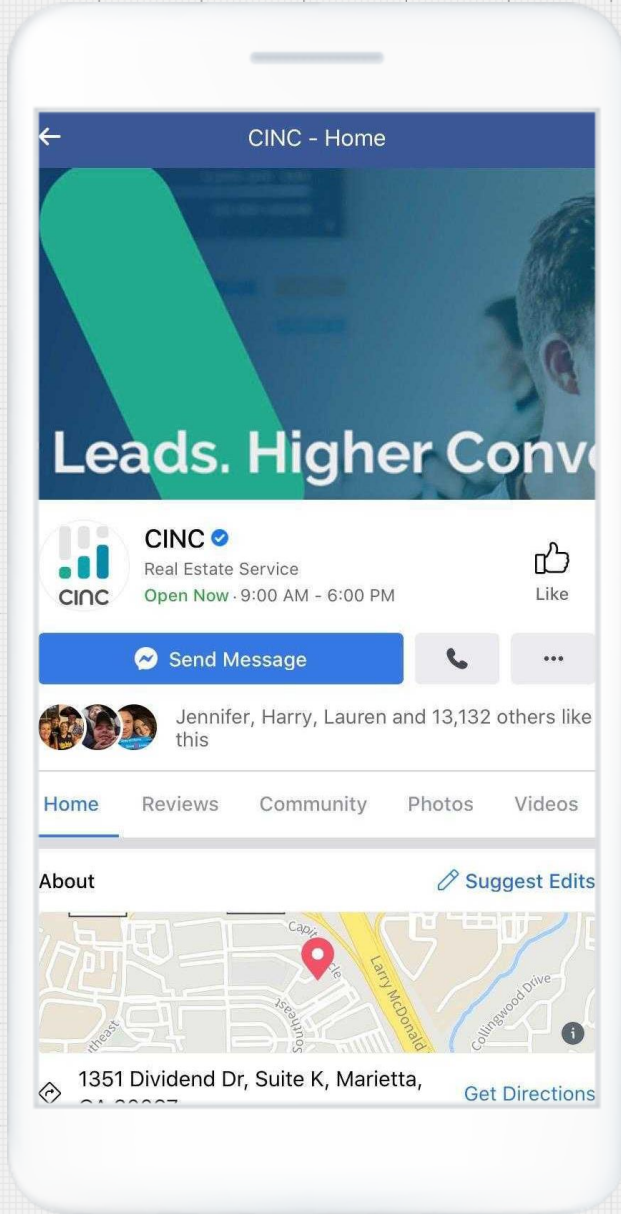 CINC - Home
Leads. Higher Conv
CINC
Real Estate Service
Open Now · 9:00 AM - 6:00 PM
Like
CINC
Send Message
Jennifer, Harry, Lauren and 13,132 others like
this
Home Reviews Community Photos Videos
About Suggest Edits
Larry McDonald
Collingwood Drive
Southeast
1351 Dividend Dr, Suite K, Marietta,
Get Directions